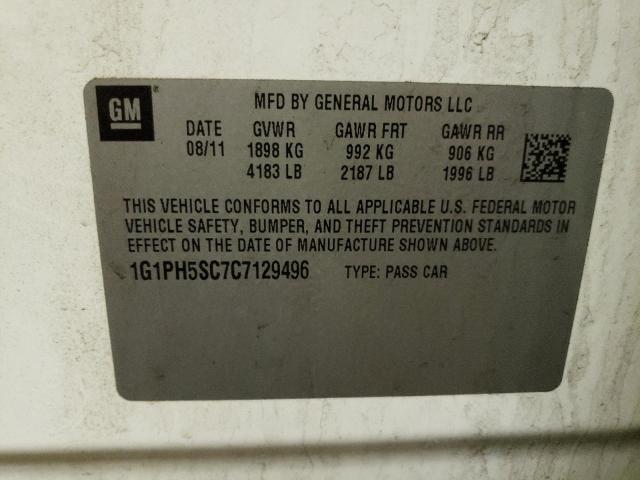 GM
MFD BY GENERAL MOTORS LLC
DATE GVWR GAWR FRT GAWR RR
08/11 1898 KG 992 KG 906 KG
4183 LB 2187 LB 1996 LB
THIS VEHICLE CONFORMS TO ALL APPLICABLE U.S. FEDERAL MOTOR
VEHICLE SAFETY, BUMPER, AND THEFT PREVENTION STANDARDS IN
EFFECT ON THE DATE OF MANUFACTURE SHOWN ABOVE.
1G1PH5SC7C7129496 TYPE: PASS CAR